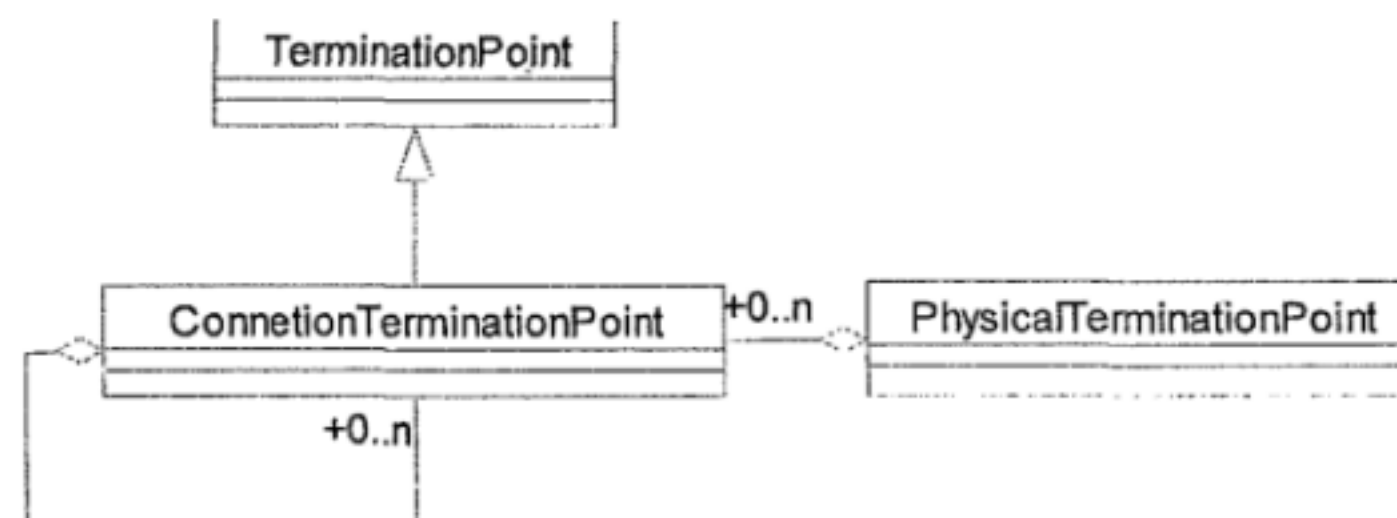 TerminationPoint
ConnetionTerminationPoint
+0..n
PhysicalTerminationPoint
+0..n